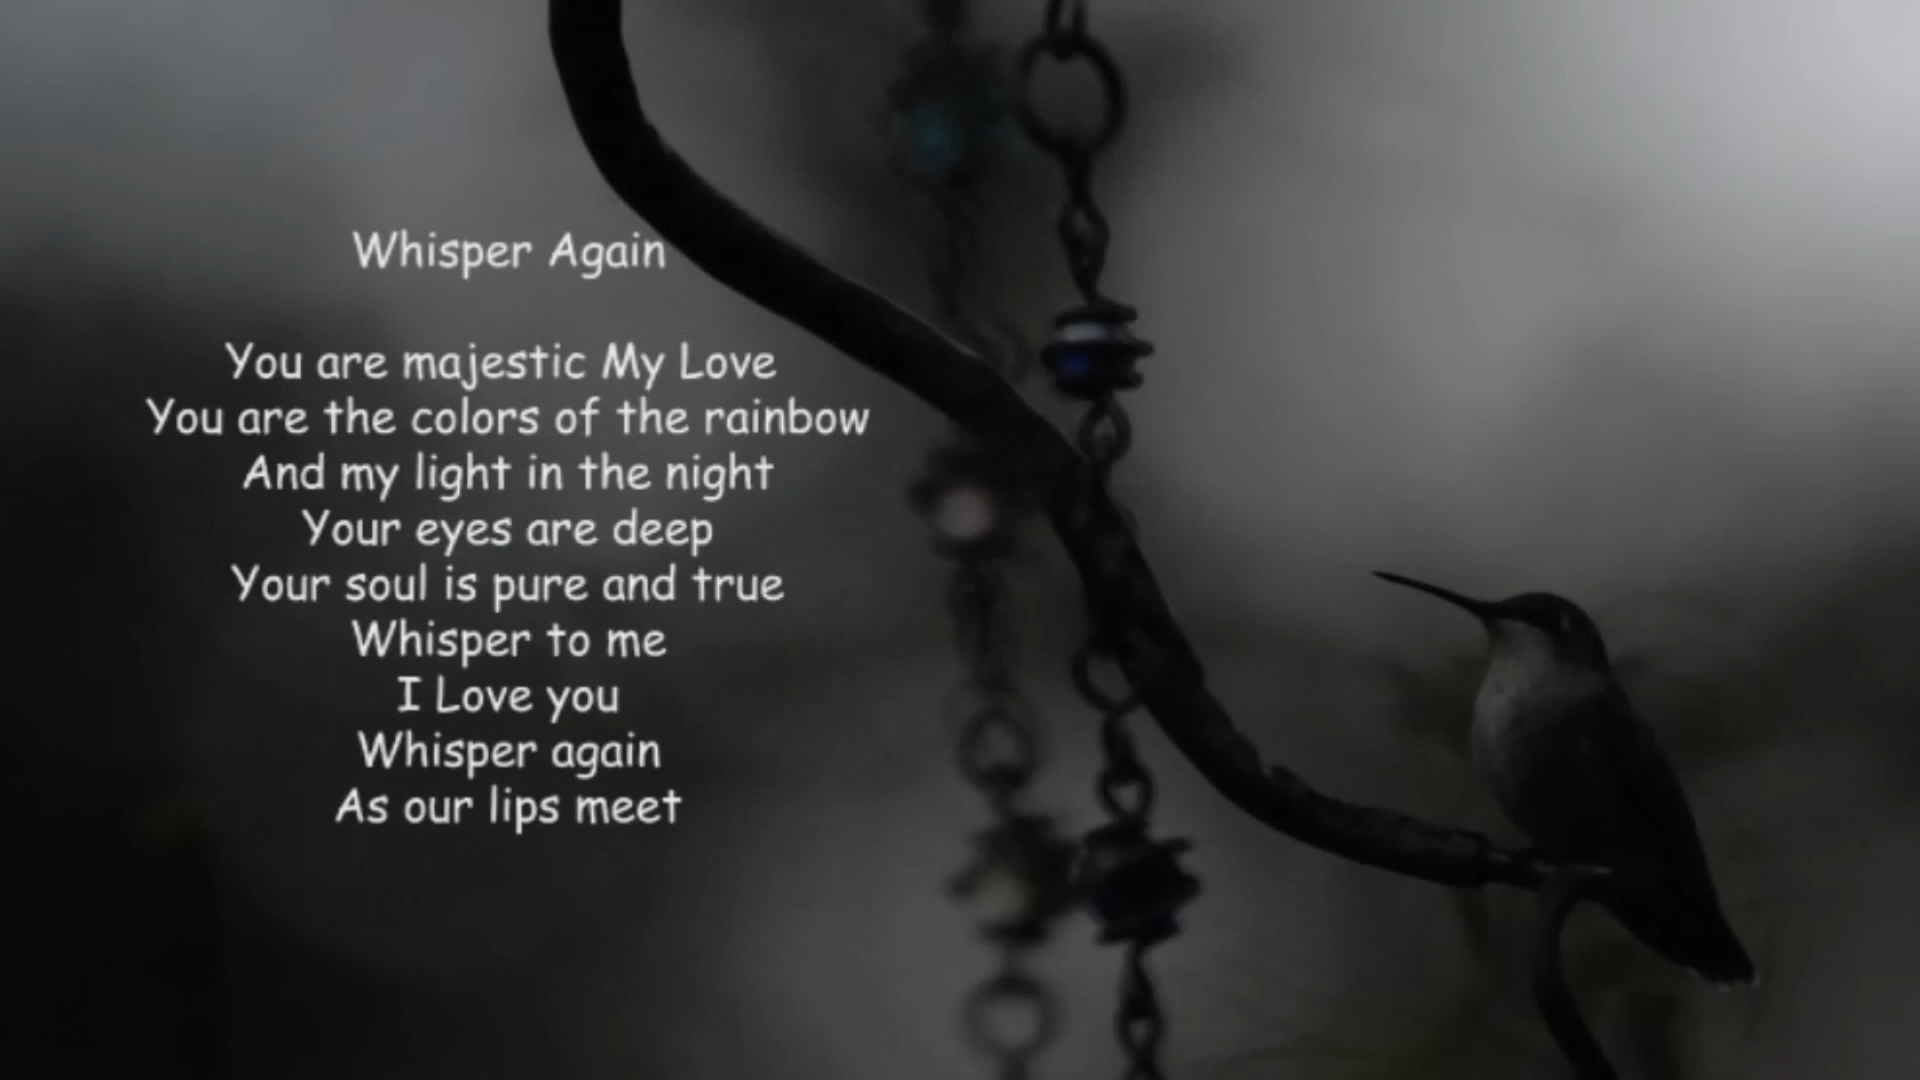 Whisper Again
You are majestic My Love
You are the colors of the rainbow
And my light in the night
Your eyes are deep
Your soul is pure and true
Whisper to me
I Love you
Whisper again
As our lips meet